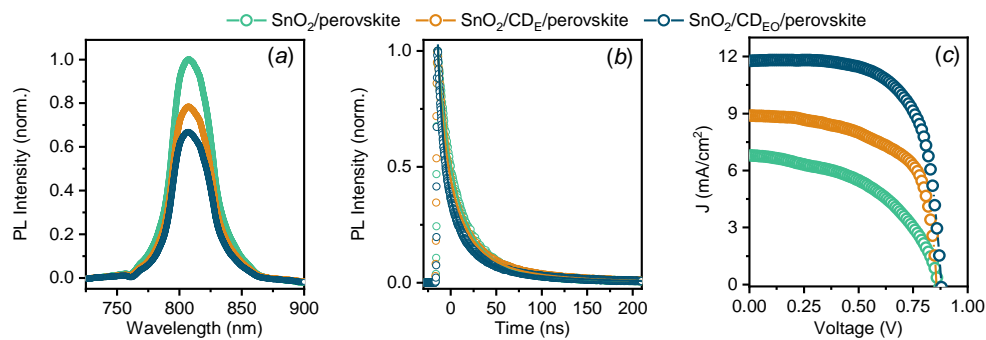 SnO₂/perovskite SnO₂/CD_E/perovskite SnO₂/CD_EO/perovskite
(a)
PL Intensity (norm.)
1.0
0.8
0.6
0.4
0.2
0.0
750 800 850 900
Wavelength (nm)
(b)
PL Intensity (norm.)
1.0
0.5
0.0
0 50 100 150 200
Time (ns)
(c)
J (mA/cm²)
12
9
6
3
0
0.00 0.25 0.50 0.75 1.00
Voltage (V)